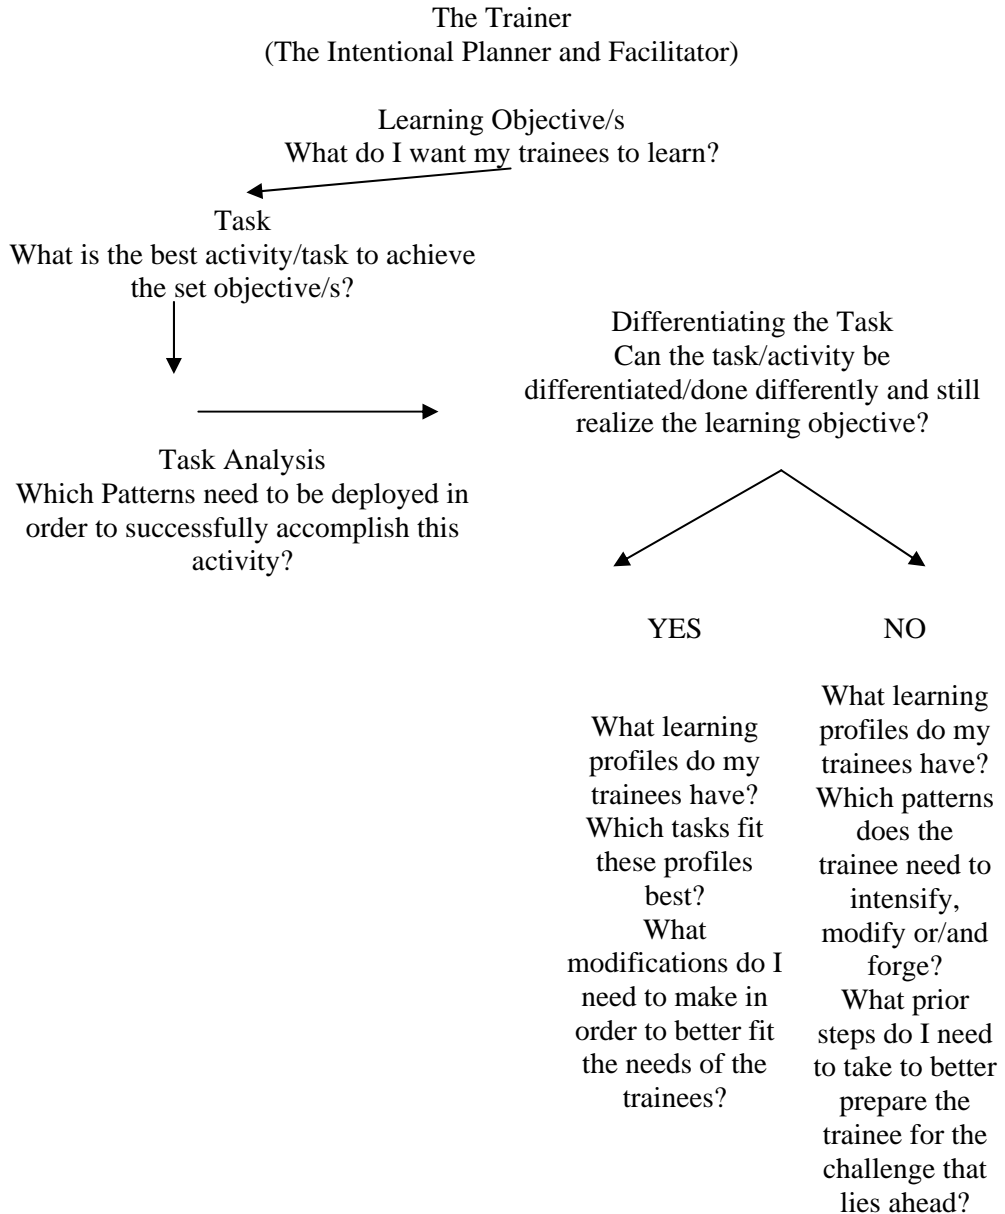 The Trainer
(The Intentional Planner and Facilitator)
Learning Objective/s
What do I want my trainees to learn?
Task
What is the best activity/task to achieve
the set objective/s?
Differentiating the Task
Can the task/activity be
differentiated/done differently and still
realize the learning objective?
Task Analysis
Which Patterns need to be deployed in
order to successfully accomplish this
activity?
YES
What learning
profiles do my
trainees have?
Which tasks fit
these profiles
best?
What
modifications do I
need to make in
order to better fit
the needs of the
trainees?
NO
What learning
profiles do my
trainees have?
Which patterns
does the
trainee need to
intensify,
modify or/and
forge?
What prior
steps do I need
to take to better
prepare the
trainee for the
challenge that
lies ahead?